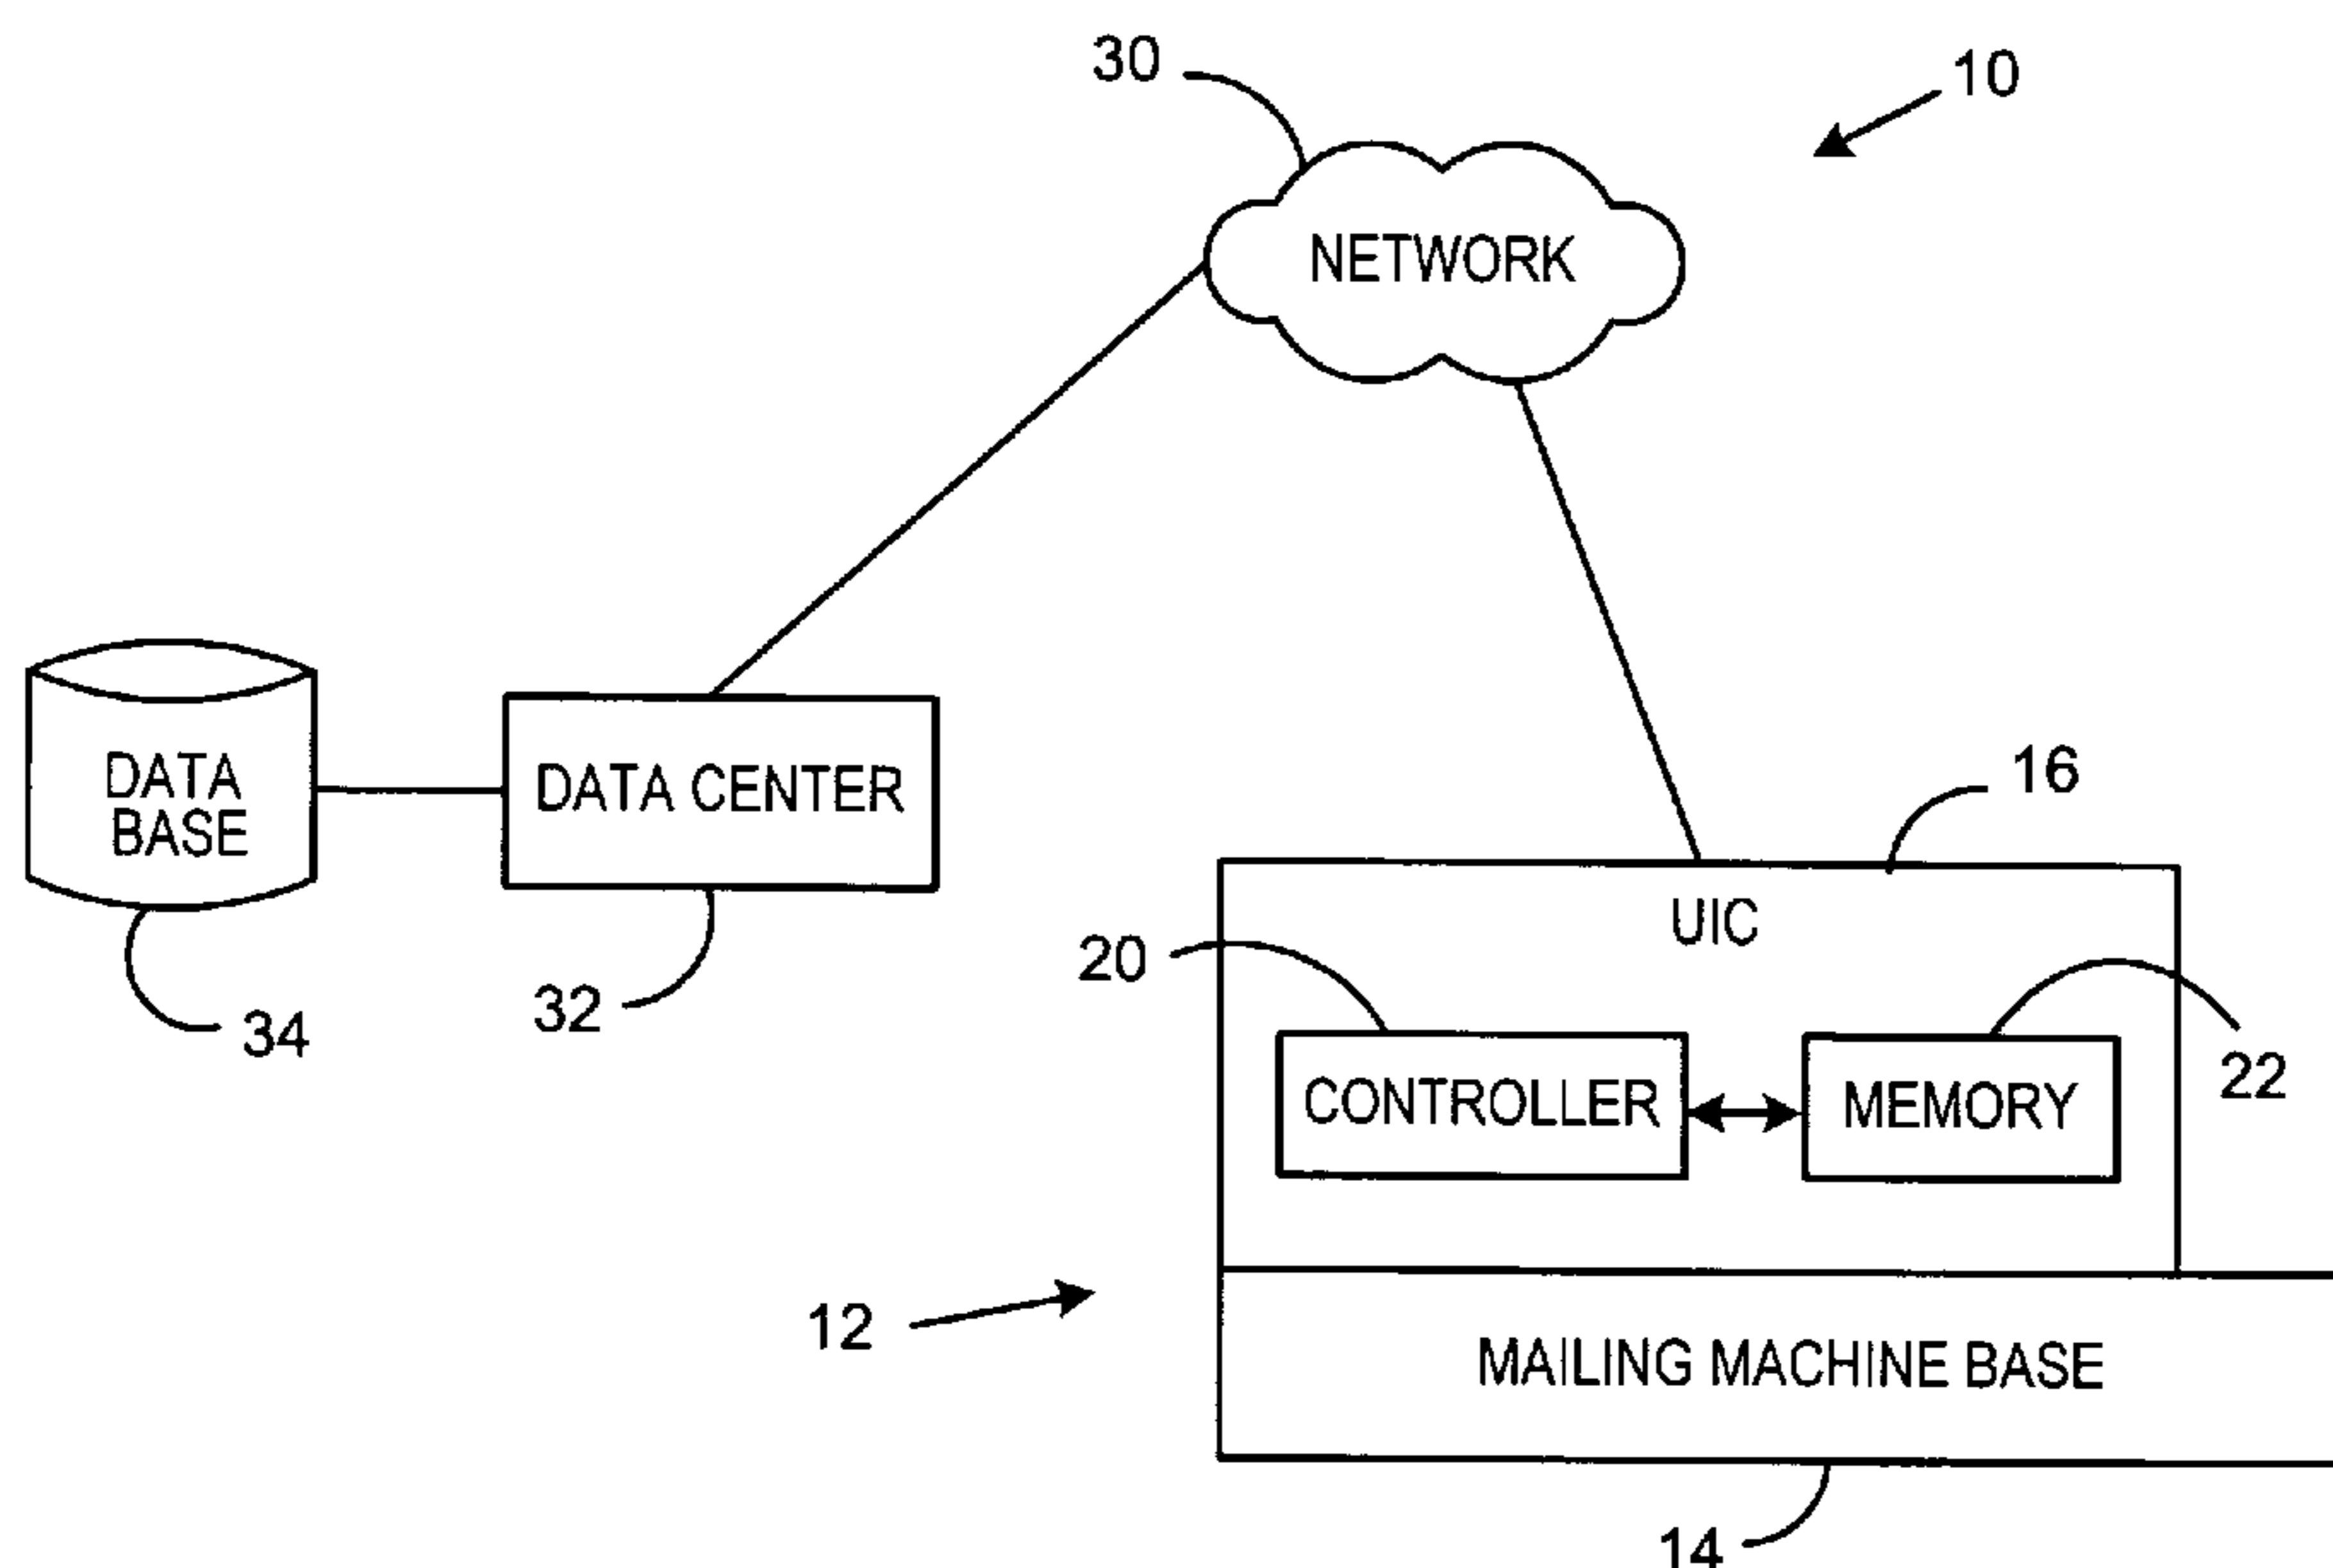 30
10
NETWORK
DATA
BASE
DATA CENTER
16
UIC
20
34
32
22
CONTROLLER
MEMORY
12
MAILING MACHINE BASE
14